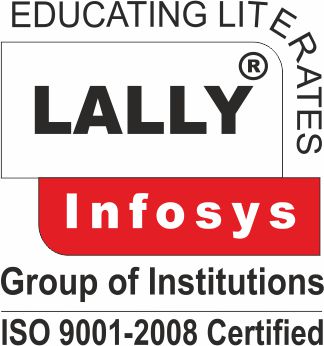 EDUCATING LITERATES
LALLY®
Infosys
Group of Institutions
ISO 9001-2008 Certified